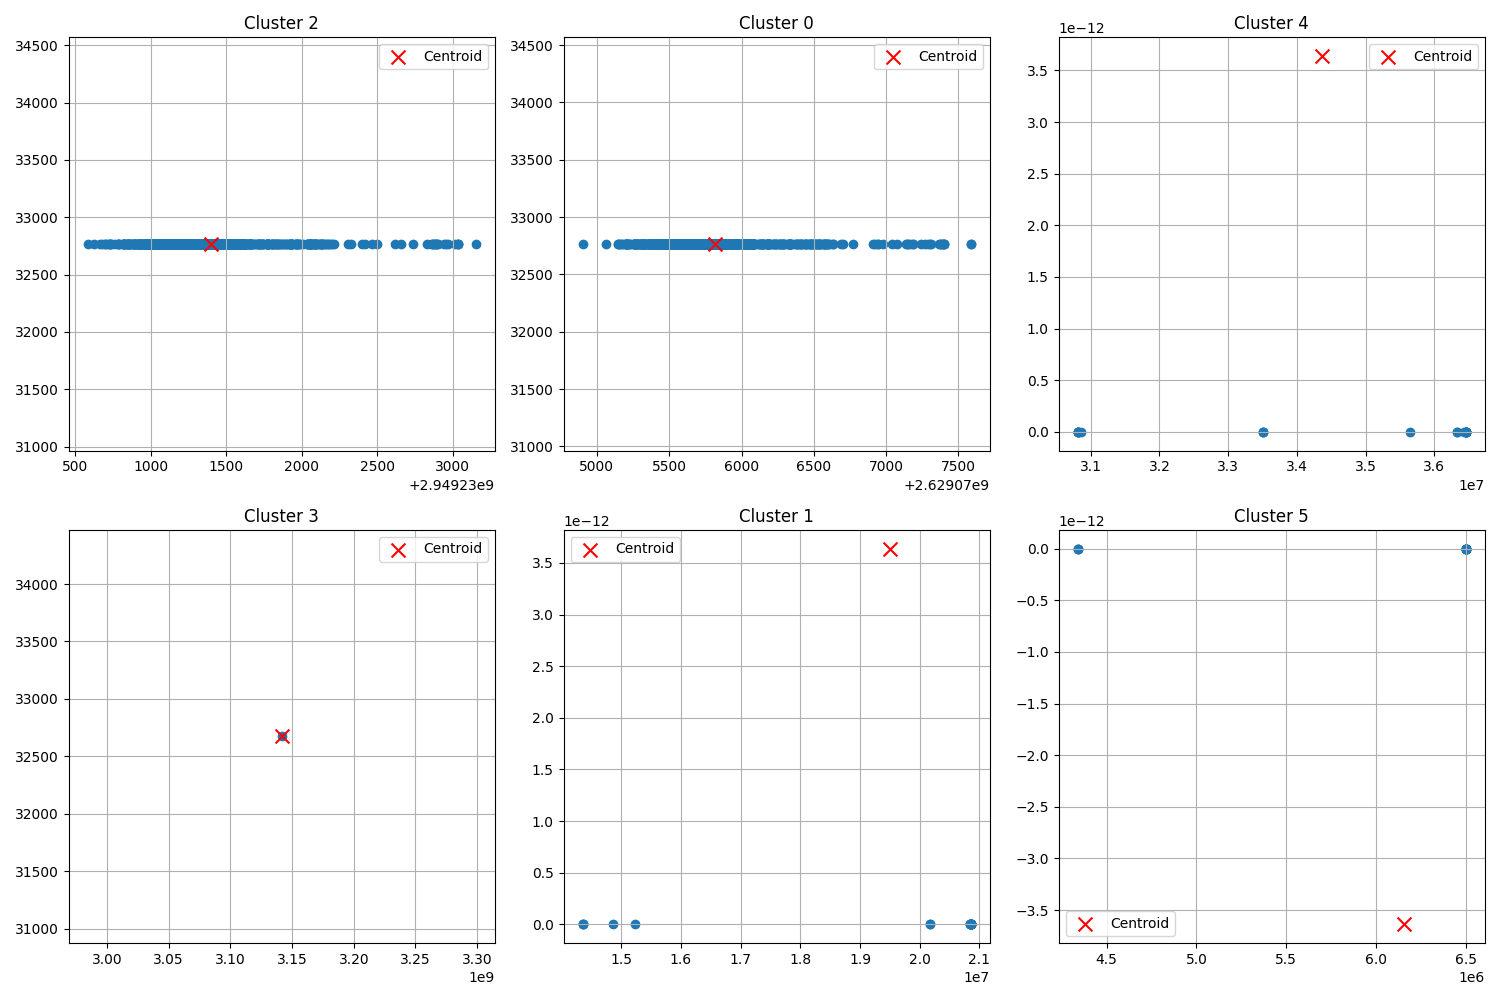 Cluster 2
34500
34000
33500
33000
32500
32000
31500
31000
500 1000 1500 2000 2500 3000
+2.94923e9
Centroid
Cluster 0
34500
34000
33500
33000
32500
32000
31500
31000
5000 5500 6000 6500 7000 7500
+2.62907e9
Centroid
Cluster 4
1e−12
3.5
3.0
2.5
2.0
1.5
1.0
0.5
0.0
3.1 3.2 3.3 3.4 3.5 3.6
1e7
Centroid
Cluster 3
34000
33500
33000
32500
32000
31500
31000
3.00 3.05 3.10 3.15 3.20 3.25 3.30
1e9
Centroid
Cluster 1
1e−12
3.5
3.0
2.5
2.0
1.5
1.0
0.5
0.0
1.5 1.6 1.7 1.8 1.9 2.0 2.1
1e7
Centroid
Cluster 5
1e−12
0.0
−0.5
−1.0
−1.5
−2.0
−2.5
−3.0
−3.5
4.5 5.0 5.5 6.0 6.5
1e6
Centroid